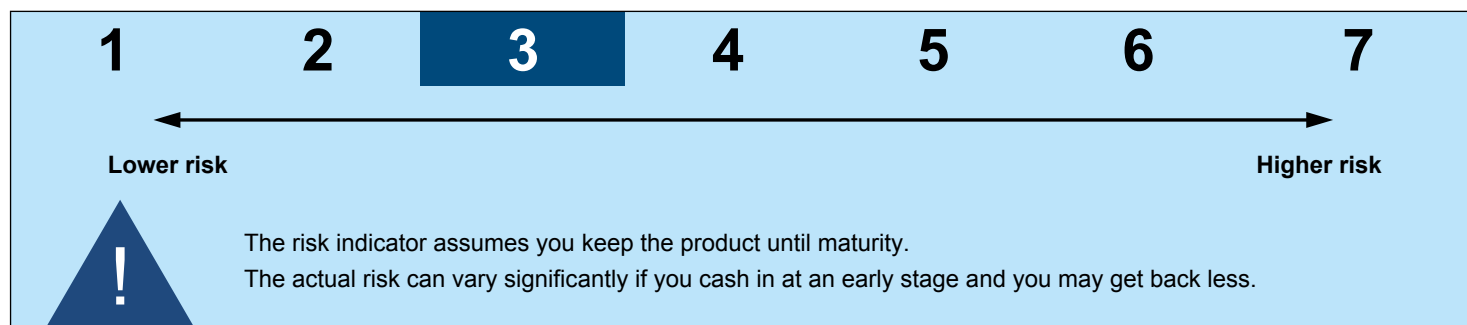 1 2 3 4 5 6 7
Lower risk Higher risk
!
The risk indicator assumes you keep the product until maturity.
The actual risk can vary significantly if you cash in at an early stage and you may get back less.